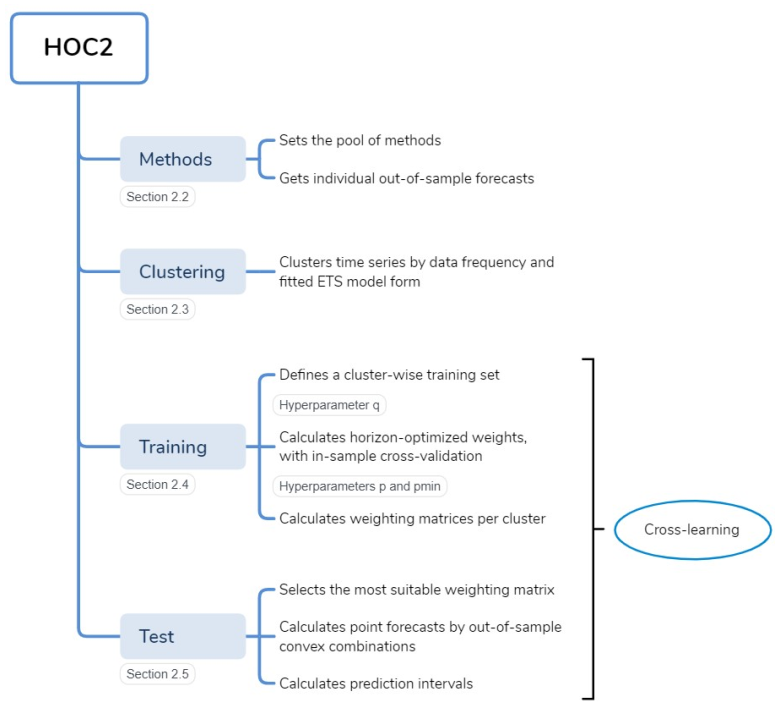 HOC2
Methods
Section 2.2
Sets the pool of methods
Gets individual out-of-sample forecasts
Clustering
Section 2.3
Clusters time series by data frequency and
fitted ETS model form
Training
Section 2.4
Defines a cluster-wise training set
Hyperparameter q
Calculates horizon-optimized weights,
with in-sample cross-validation
Hyperparameters p and pmin
Calculates weighting matrices per cluster
Test
Section 2.5
Selects the most suitable weighting matrix
Calculates point forecasts by out-of-sample
convex combinations
Calculates prediction intervals
Cross-learning